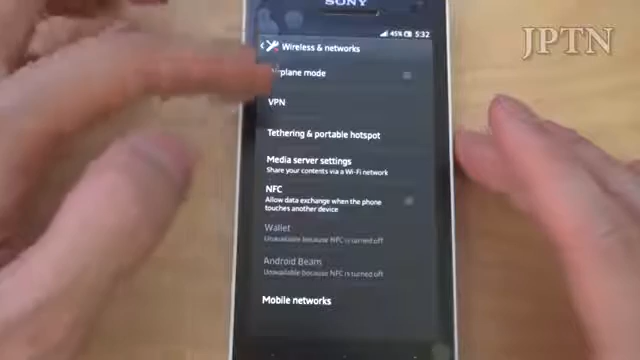 SONY
45% 5:32
JPTN
Wireless & networks
Airplane mode
VPN
Tethering & portable hotspot
Media server settings
Share your contents via a Wi-Fi network
NFC
Allow data exchange when the phone
touches another device
Wallet
Unavailable because NFC is turned off
Android Beam
Unavailable because NFC is turned off
Mobile networks